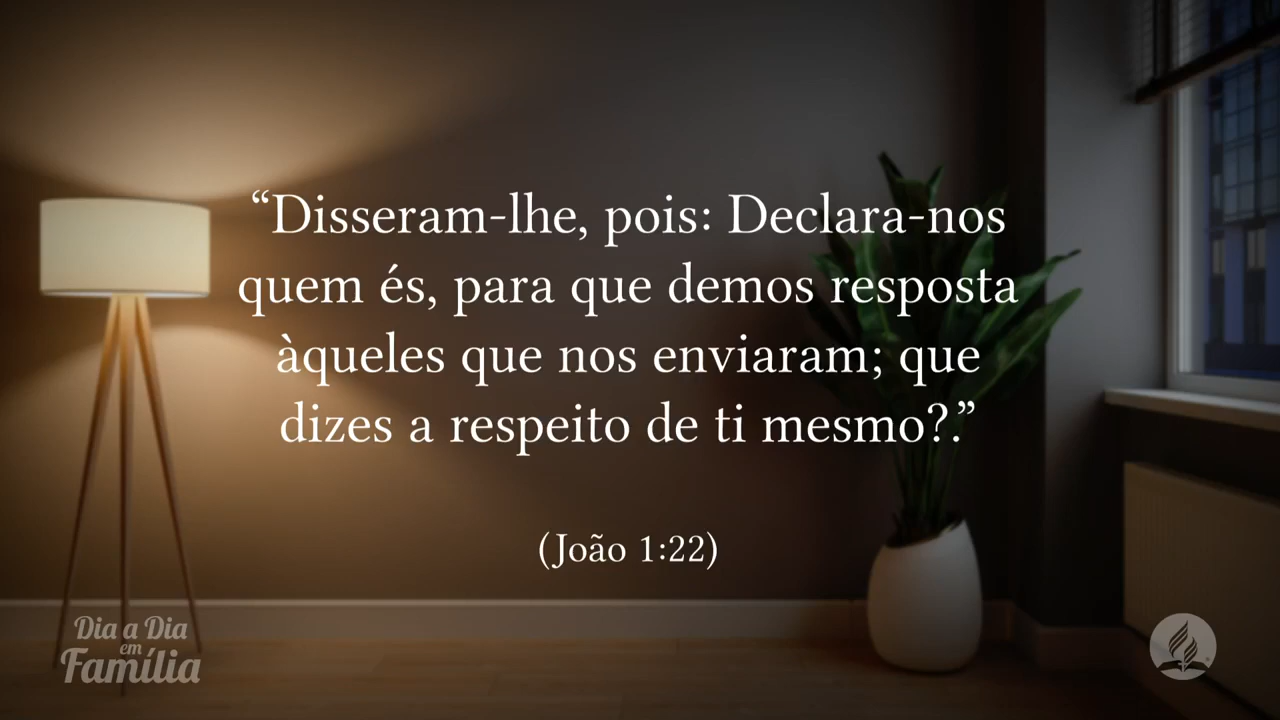 “Disseram-lhe, pois: Declara-nos
quem és, para que demos resposta
àqueles que nos enviaram; que
dizes a respeito de ti mesmo?.”
(João 1:22)
Dia a Dia
em
Família